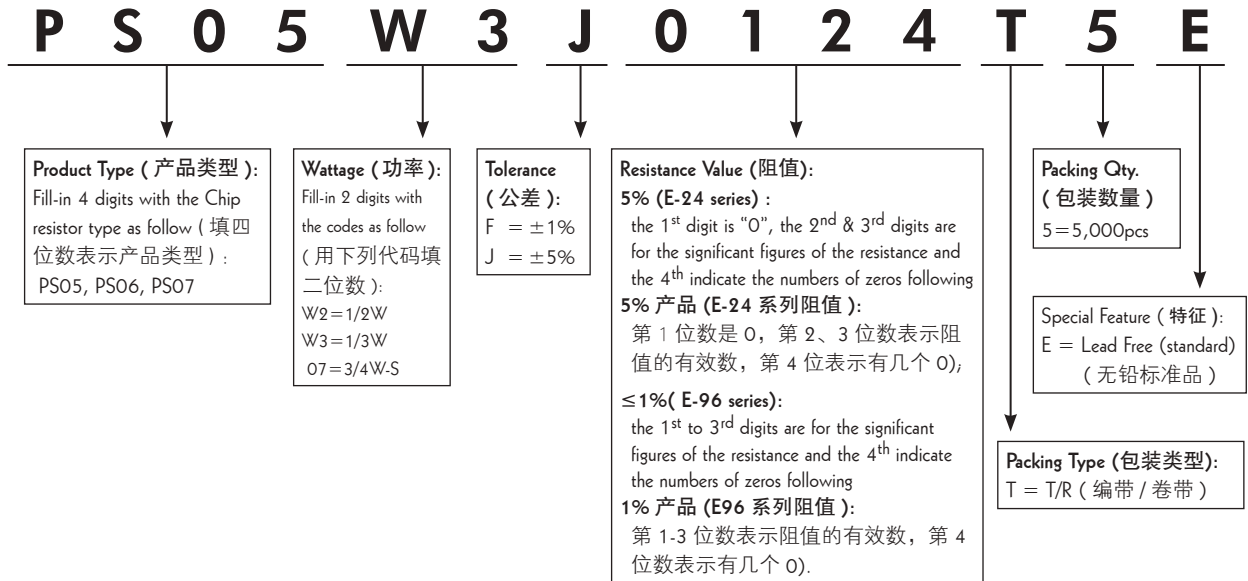 P S 0 5 W 3 J 0 1 2 4 T 5 E
Product Type ( 产品类型 ):
Fill-in 4 digits with the Chip
resistor type as follow ( 填四
位数表示产品类型 ) :
PS05, PS06, PS07
Wattage ( 功率 ):
Fill-in 2 digits with
the codes as follow
( 用下列代码填
二位数 ):
W2=1/2W
W3=1/3W
07=3/4W-S
Tolerance
( 公差 ):
F = ±1%
J = ±5%
Resistance Value (阻值):
5% (E-24 series) :
the 1st digit is “0”, the 2nd & 3rd digits are
for the significant figures of the resistance and
the 4th indicate the numbers of zeros following
5% 产品 (E-24 系列阻值 ):
第 1 位数是 0，第 2、3 位数表示阻
值的有效数，第 4 位表示有几个 0);
≤1%( E-96 series):
the 1st to 3rd digits are for the significant
figures of the resistance and the 4th indicate
the numbers of zeros following
1% 产品 (E96 系列阻值 ):
第 1-3 位数表示阻值的有效数，第 4
位数表示有几个 0).
Packing Qty.
( 包装数量 )
5=5,000pcs
Special Feature ( 特征 ):
E = Lead Free (standard)
( 无铅标准品 )
Packing Type (包装类型):
T = T/R ( 编带 / 卷带 )